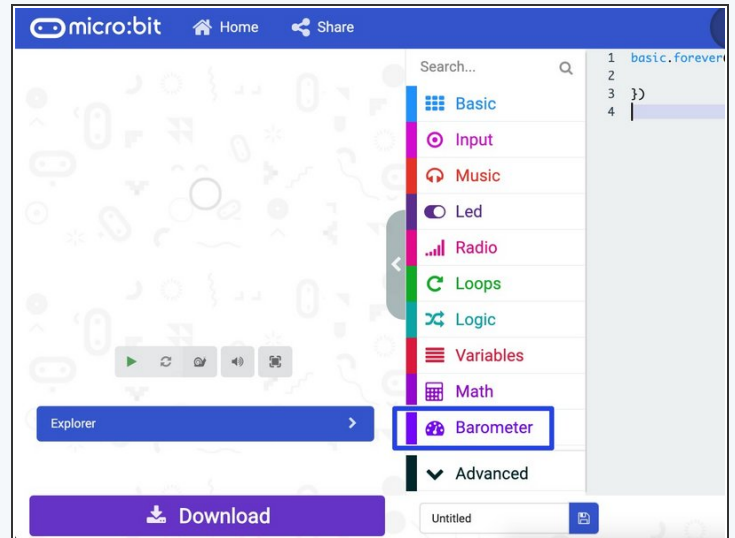 micro:bit Home Share
Search...
Basic
Input
Music
Led
Radio
Loops
Logic
Variables
Math
Barometer
Advanced
1 basic.forever(
2
3 })
4
Explorer
Download
Untitled